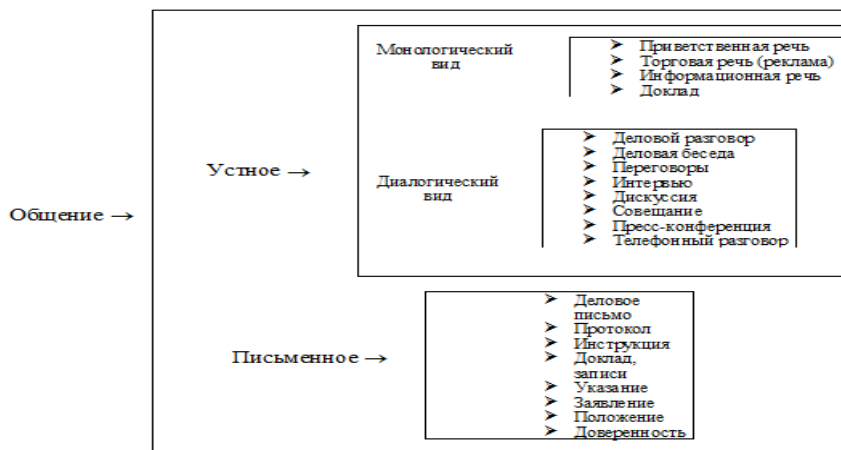 Общение →
Устное →
Монологический
вид
➢ Приветственная речь
➢ Торговая речь (реклама)
➢ Информационная речь
➢ Доклад
Диалогический
вид
➢ Деловой разговор
➢ Деловая беседа
➢ Переговоры
➢ Интервью
➢ Дискуссия
➢ Совещание
➢ Пресс-конференция
➢ Телефонный разговор
Письменное →
➢ Деловое
письмо
➢ Протокол
➢ Инструкция
➢ Доклад,
записи
➢ Указание
➢ Заявление
➢ Положение
➢ Доверенность